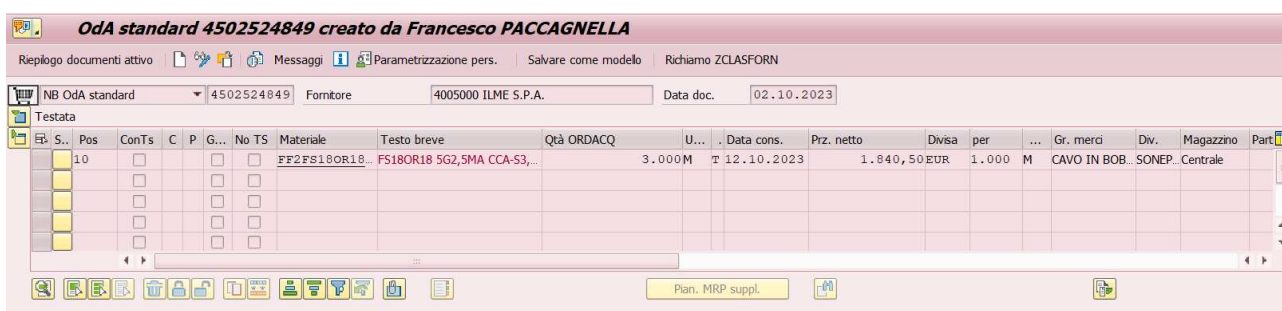 OdA standard 4502524849 creato da Francesco PACCAGNELLA
Riepilogo documenti attivo Messaggi Parametrizzazione pers. Salvare come modello Richiamo ZCLASFORN
NB OdA standard 4502524849 Fornitore 4005000 ILME S.P.A. Data doc. 02.10.2023
Testata
S.. Pos ConTs C P G... No TS Materiale Testo breve Qtà ORDACQ U... . Data cons. Prz. netto Divisa per ... Gr. merci Div. Magazzino Part
10 FF2FS18OR18... FS18OR18 5G2,5MA CCA-S3,... 3.000 M T 12.10.2023 1.840,50 EUR 1.000 M CAVO IN BOB... SONEP... Centrale
Pian. MRP suppl.